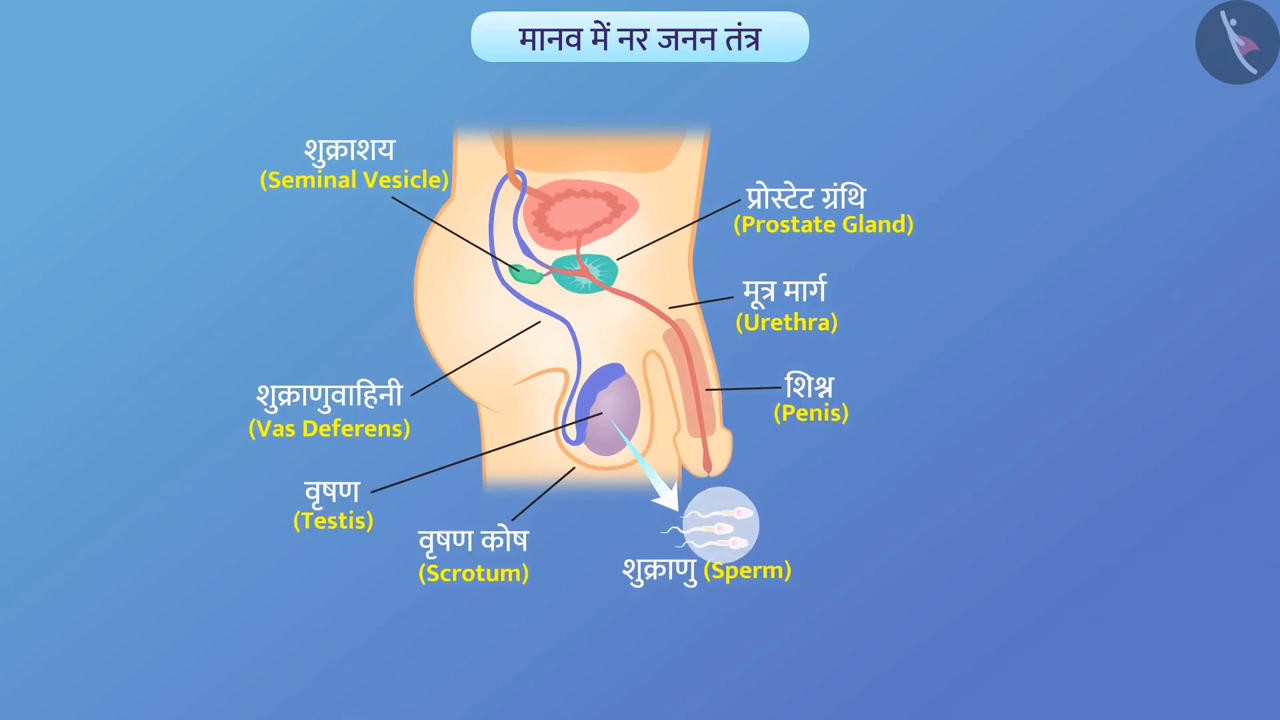 मानव में नर जनन तंत्र
शुक्राशय
(Seminal Vesicle)
प्रोस्टेट ग्रंथि
(Prostate Gland)
मूत्र मार्ग
(Urethra)
शिश्न
(Penis)
शुक्राणुवाहिनी
(Vas Deferens)
वृषण
(Testis)
वृषण कोष
(Scrotum)
शुक्राणु (Sperm)